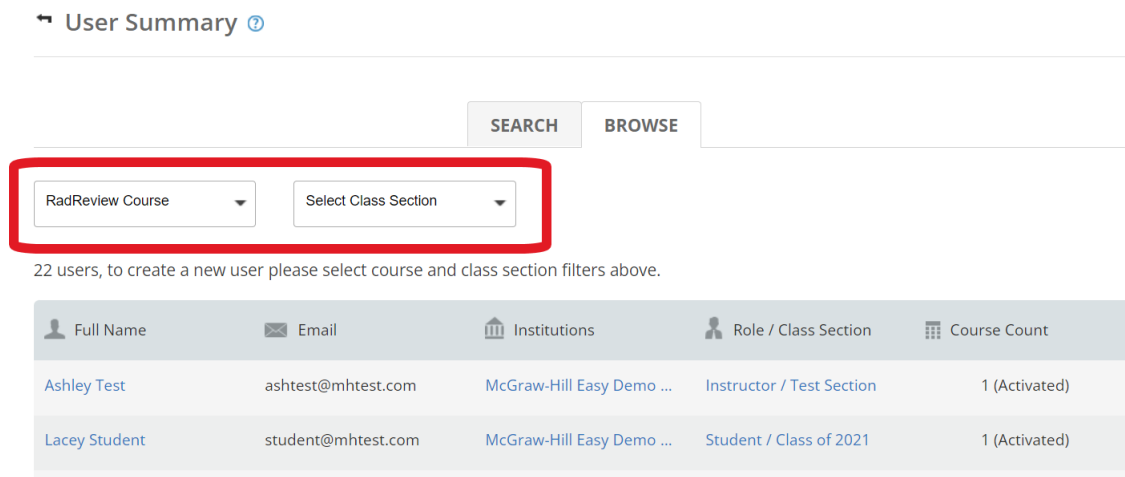 User Summary ?
SEARCH BROWSE
RadReview Course Select Class Section
22 users, to create a new user please select course and class section filters above.
Full Name Email Institutions Role / Class Section Course Count
Ashley Test ashtest@mhtest.com McGraw-Hill Easy Demo ... Instructor / Test Section 1 (Activated)
Lacey Student student@mhtest.com McGraw-Hill Easy Demo ... Student / Class of 2021 1 (Activated)